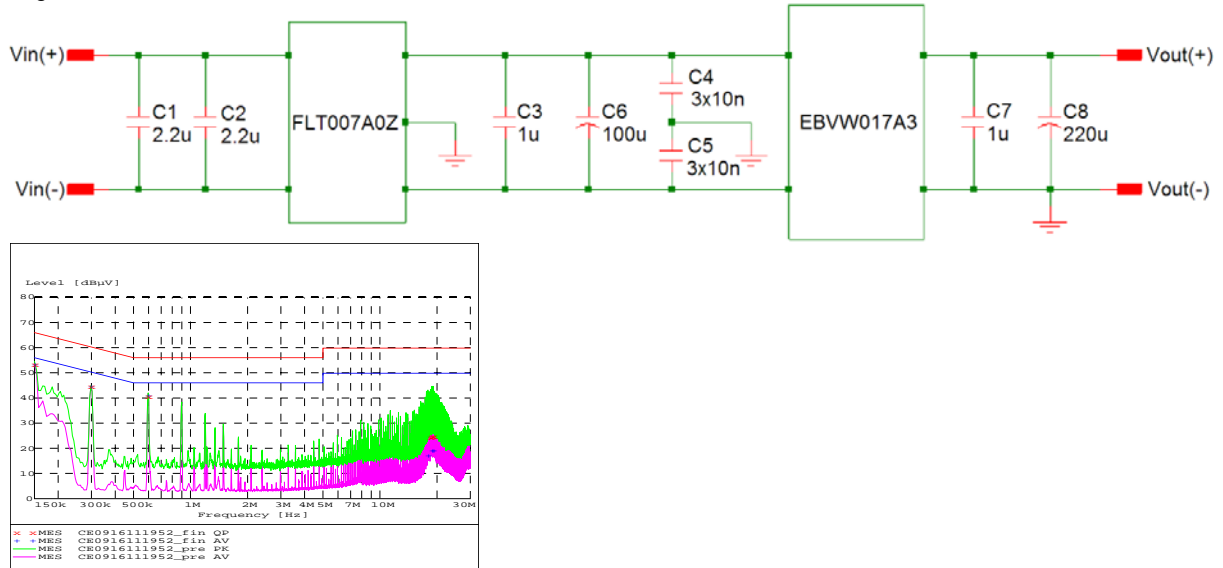 Vin(+)
Vin(-)
C1
2.2u
C2
2.2u
FLT007A0Z
C3
1u
C6
100u
C4
3x10n
C5
3x10n
EBVW017A3
C7
1u
C8
220u
Vout(+)
Vout(-)
Level [dBµV]
80
70
60
50
40
30
20
10
0
150k 300k 500k 1M 2M 3M 4M 5M 7M 10M 30M
Frequency [Hz]
× ×MES CE0916111952_fin QP
+ +MES CE0916111952_fin AV
MES CE0916111952_pre PK
MES CE0916111952_pre AV